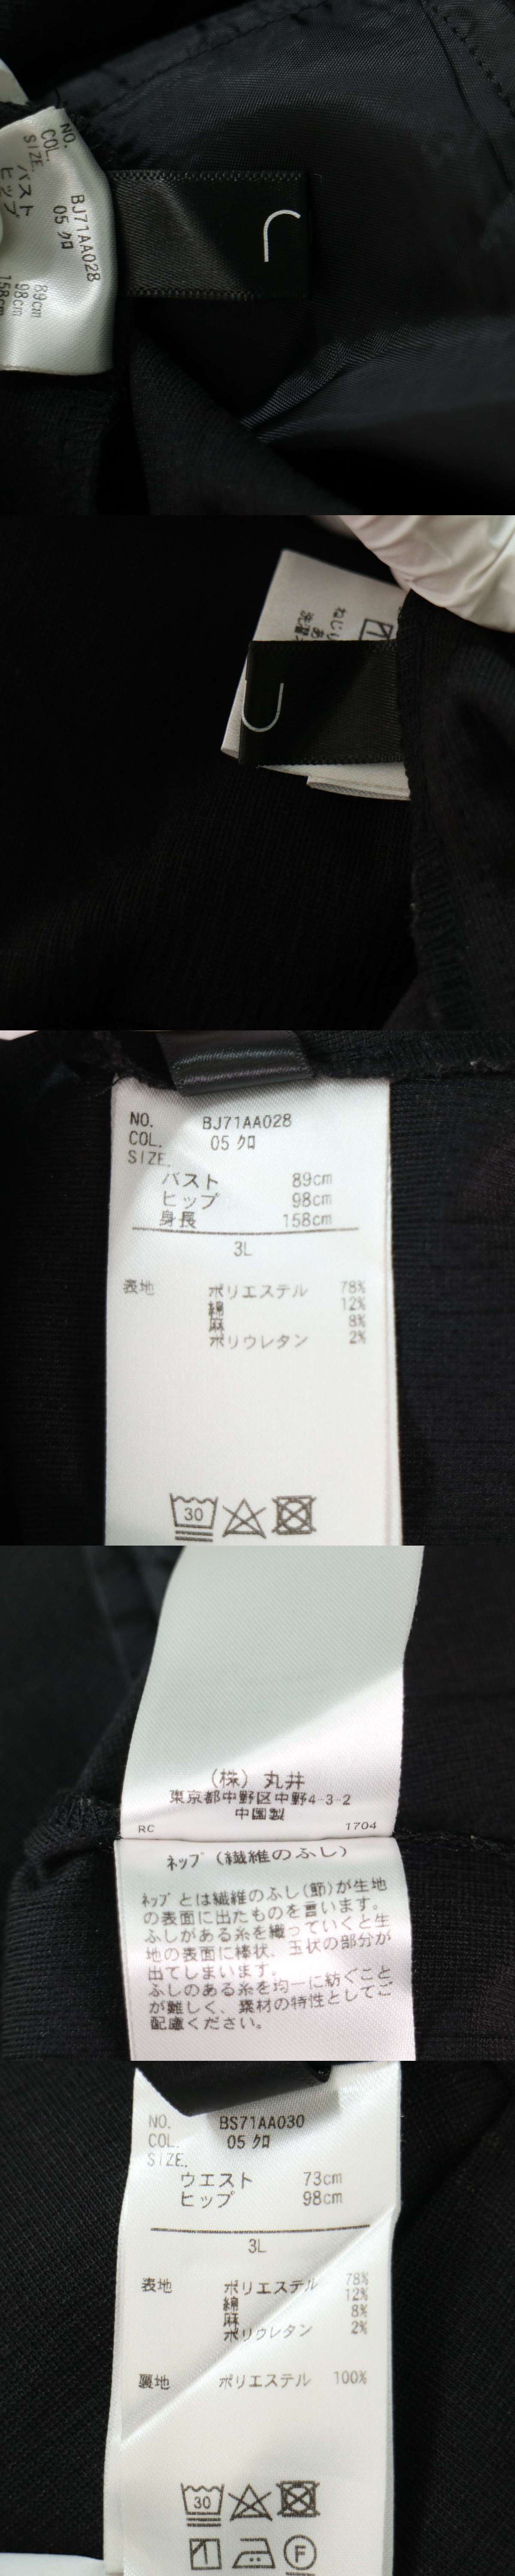 NO. BJ71AA028
COL. 05 クロ
SIZE.
バスト 89cm
ヒップ 98cm
158cm
ねじり
NO. BJ71AA028
COL. 05 クロ
SIZE.
バスト 89cm
ヒップ 98cm
身長 158cm
3L
表地 ポリエステル 78%
綿 12%
麻 8%
ポリウレタン 2%
30
(株) 丸井
東京都中野区中野4-3-2
中国製
RC 1704
ネップ (繊維のふし)
ネップとは繊維のふし(節)が生地
の表面に出たものを言います。
ふしがある糸を織っていくと生
地の表面に棒状、玉状の部分が
出てしまいます。
ふしのある糸を均一に紡ぐこと
が難しく、素材の特性としてご
配慮ください。
NO. BS71AA030
COL. 05 クロ
SIZE.
ウエスト 73cm
ヒップ 98cm
3L
表地 ポリエステル 78%
綿 12%
麻 8%
ポリウレタン 2%
裏地 ポリエステル 100%
30
F